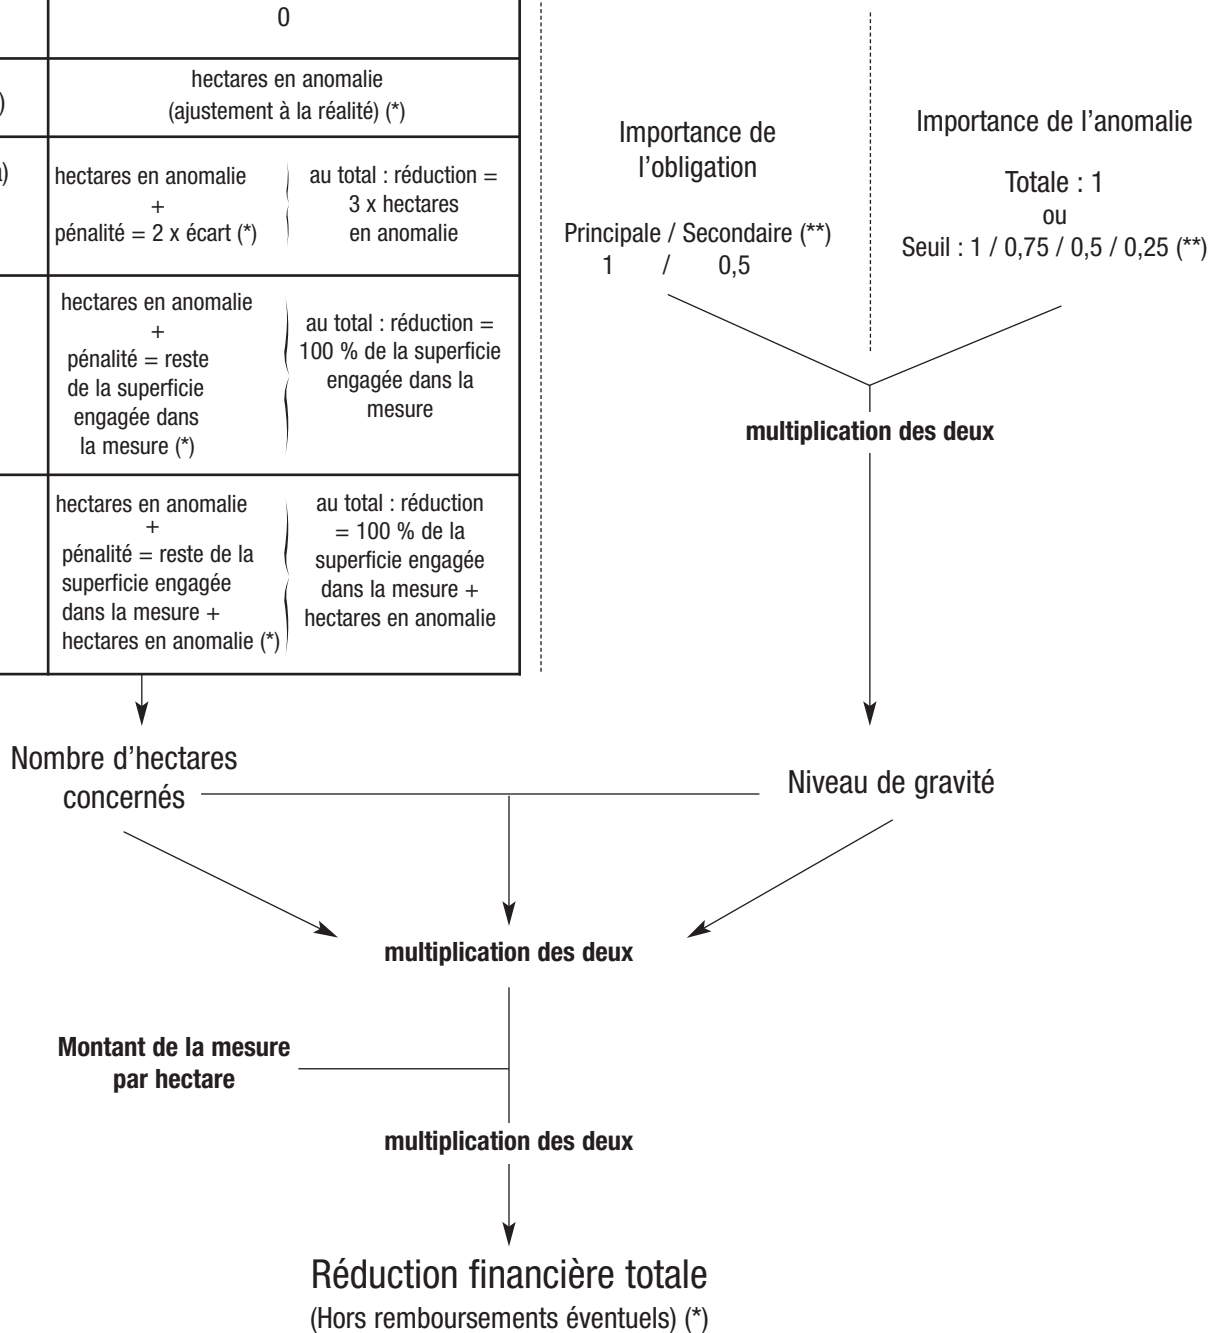 0
)
hectares en anomalie
(ajustement à la réalité) (*)
)
hectares en anomalie
+
pénalité = 2 x écart (*)
au total : réduction =
3 x hectares
en anomalie
hectares en anomalie
+
pénalité = reste
de la superficie
engagée dans
la mesure (*)
au total : réduction =
100 % de la superficie
engagée dans la
mesure
hectares en anomalie
+
pénalité = reste de la
superficie engagée
dans la mesure +
hectares en anomalie (*)
au total : réduction
= 100 % de la
superficie engagée
dans la mesure +
hectares en anomalie
Importance de
l’obligation
Principale / Secondaire (**)
1 / 0,5
Importance de l’anomalie
Totale : 1
ou
Seuil : 1 / 0,75 / 0,5 / 0,25 (**)
multiplication des deux
Nombre d’hectares
concernés
Niveau de gravité
multiplication des deux
Montant de la mesure
par hectare
multiplication des deux
Réduction financière totale
(Hors remboursements éventuels) (*)